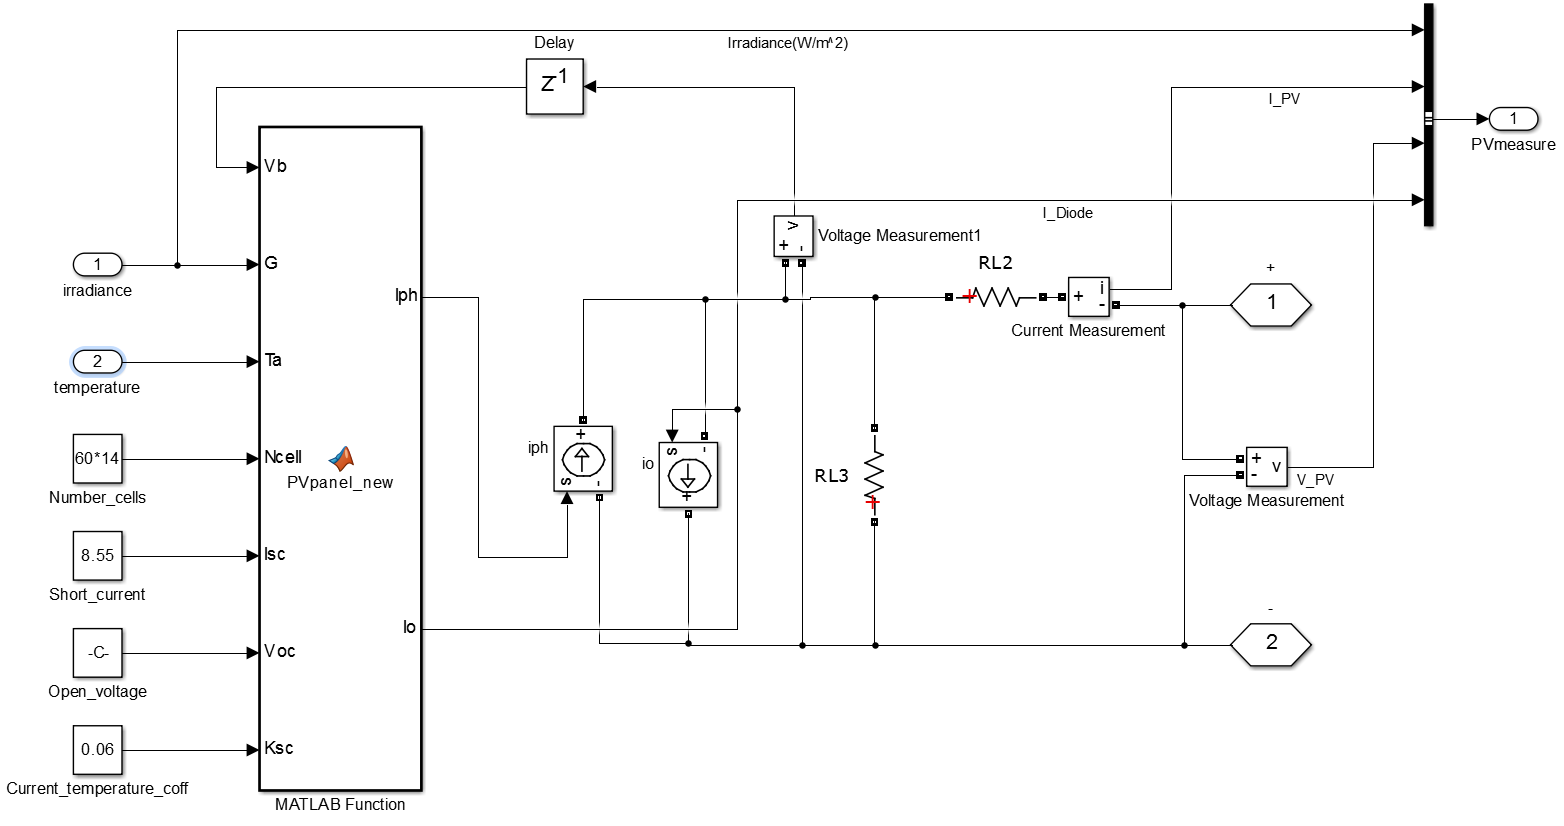 Irradiance(W/m^2)
Delay
Z1
I_PV
1
PVmeasure
Vb
I_Diode
v
+ -
Voltage Measurement1
1
irradiance
G
Iph
RL2
+
i
-
Current Measurement
+
1
2
temperature
Ta
60*14
Number_cells
Ncell
PVpanel_new
iph
+
s
-
io
s
-
+
RL3
+
-
v
V_PV
Voltage Measurement
8.55
Short_current
Isc
Io
-
2
-C-
Open_voltage
Voc
0.06
Current_temperature_coff
Ksc
MATLAB Function